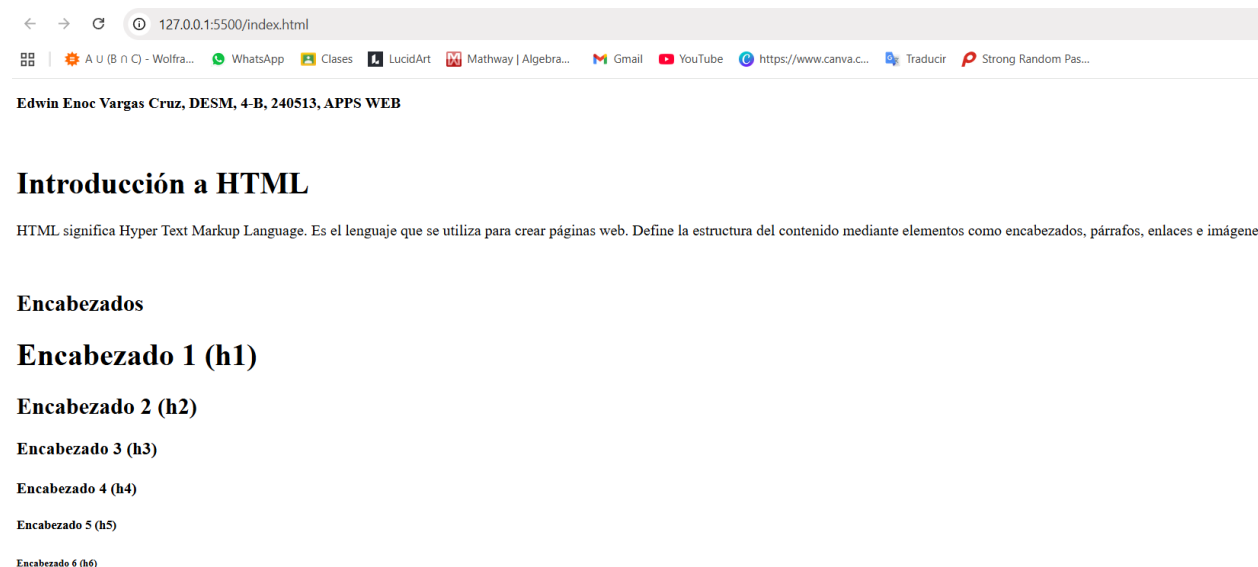 127.0.0.1:5500/index.html
A ∪ (B ∩ C) - Wolfra... WhatsApp Clases LucidArt Mathway | Algebra... Gmail YouTube https://www.canva.c... Traducir Strong Random Pas...
Edwin Enoc Vargas Cruz, DESM, 4-B, 240513, APPS WEB
Introducción a HTML
HTML significa Hyper Text Markup Language. Es el lenguaje que se utiliza para crear páginas web. Define la estructura del contenido mediante elementos como encabezados, párrafos, enlaces e imágene
Encabezados
Encabezado 1 (h1)
Encabezado 2 (h2)
Encabezado 3 (h3)
Encabezado 4 (h4)
Encabezado 5 (h5)
Encabezado 6 (h6)